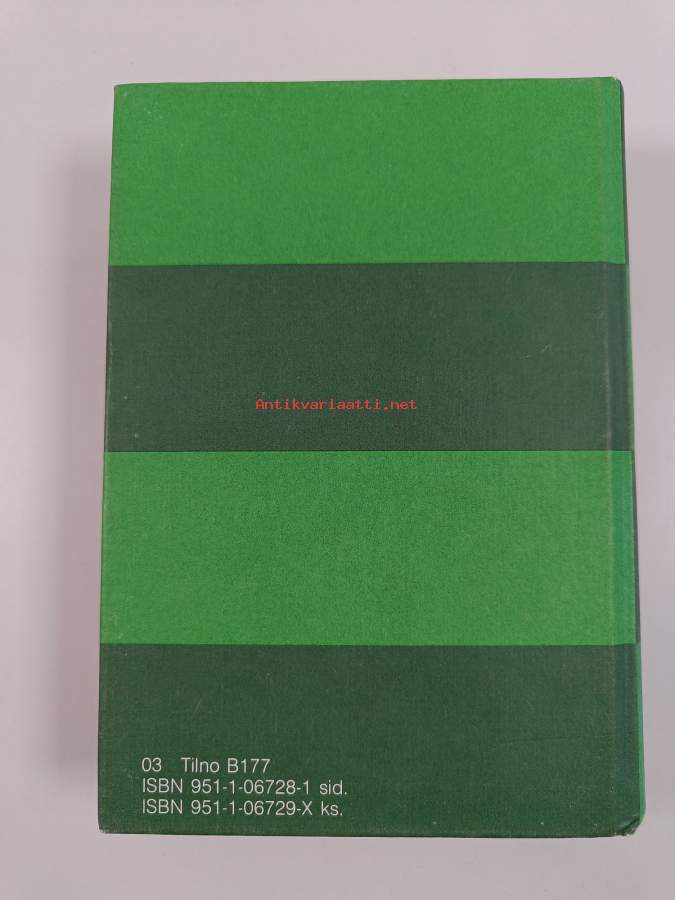 Antikvariaatti.net
03 Tilno B177
ISBN 951-1-06728-1 sid.
ISBN 951-1-06729-X ks.